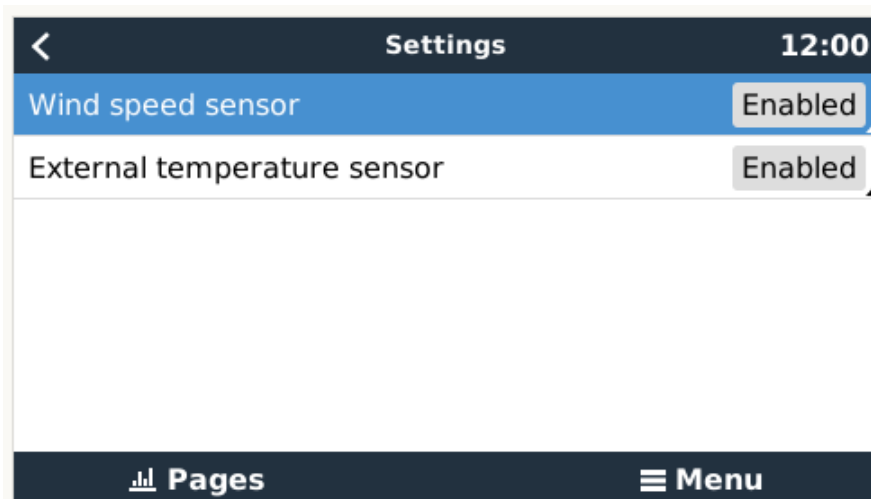 Settings 12:00
Wind speed sensor Enabled
External temperature sensor Enabled
Pages Menu